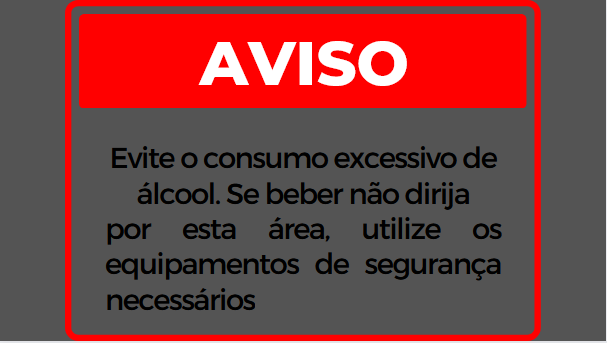 AVISO
Evite o consumo excessivo de
álcool. Se beber não dirija
por esta área, utilize os
equipamentos de segurança
necessários